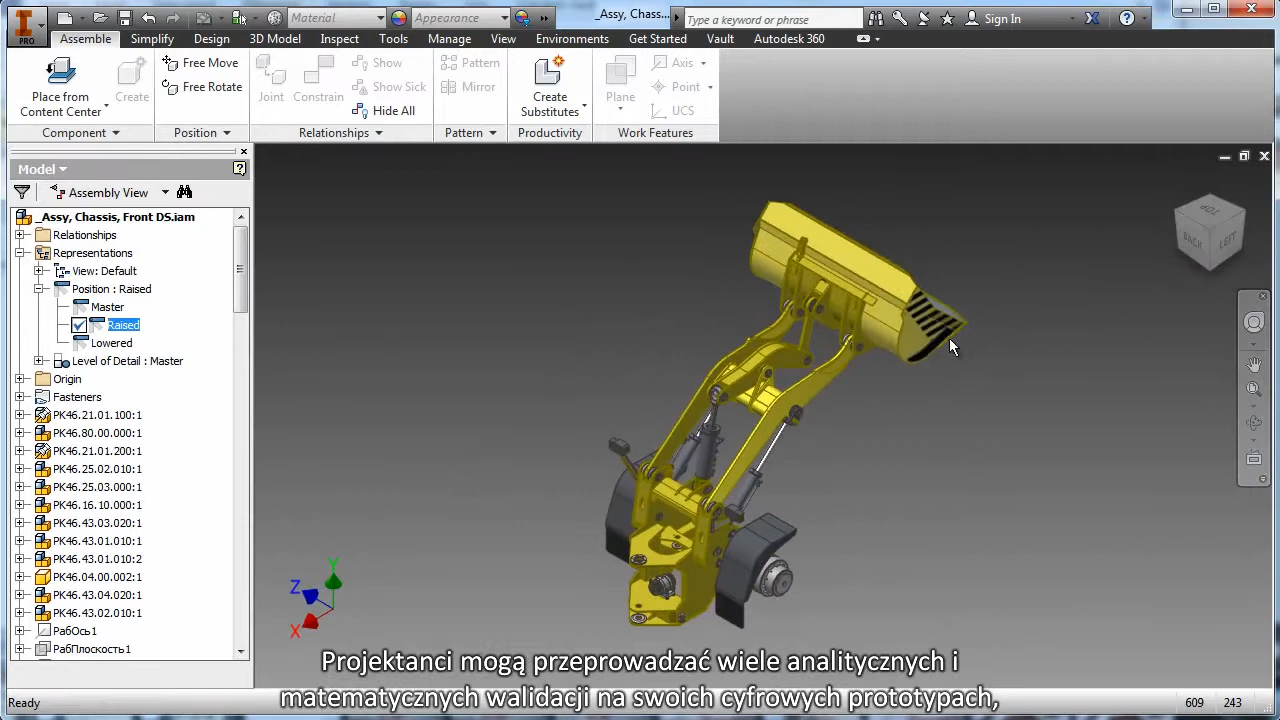 Material
Appearance
_Assy, Chass...
Type a keyword or phrase
Sign In
PRO
Assemble
Simplify
Design
3D Model
Inspect
Tools
Manage
View
Environments
Get Started
Vault
Autodesk 360
Place from
Content Center
Create
Component
Free Move
Free Rotate
Position
Joint
Constrain
Show
Show Sick
Hide All
Relationships
Pattern
Mirror
Pattern
Create
Substitutes
Productivity
Plane
Axis
Point
UCS
Work Features
Model
Assembly View
_Assy, Chassis, Front DS.iam
Relationships
Representations
View: Default
Position : Raised
Master
Raised
Lowered
Level of Detail : Master
Origin
Fasteners
PK46.21.01.100:1
PK46.80.00.000:1
PK46.21.01.200:1
PK46.25.02.010:1
PK46.25.03.000:1
PK46.16.10.000:1
PK46.43.03.020:1
PK46.43.01.010:1
PK46.43.01.010:2
PK46.04.00.002:1
PK46.43.04.020:1
PK46.43.02.010:1
РабОсь1
РабПлоскость1
TOP
BACK
LEFT
Y
Z
X
Projektanci mogą przeprowadzać wiele analitycznych i
matematycznych walidacji na swoich cyfrowych prototypach,
Ready
609
243